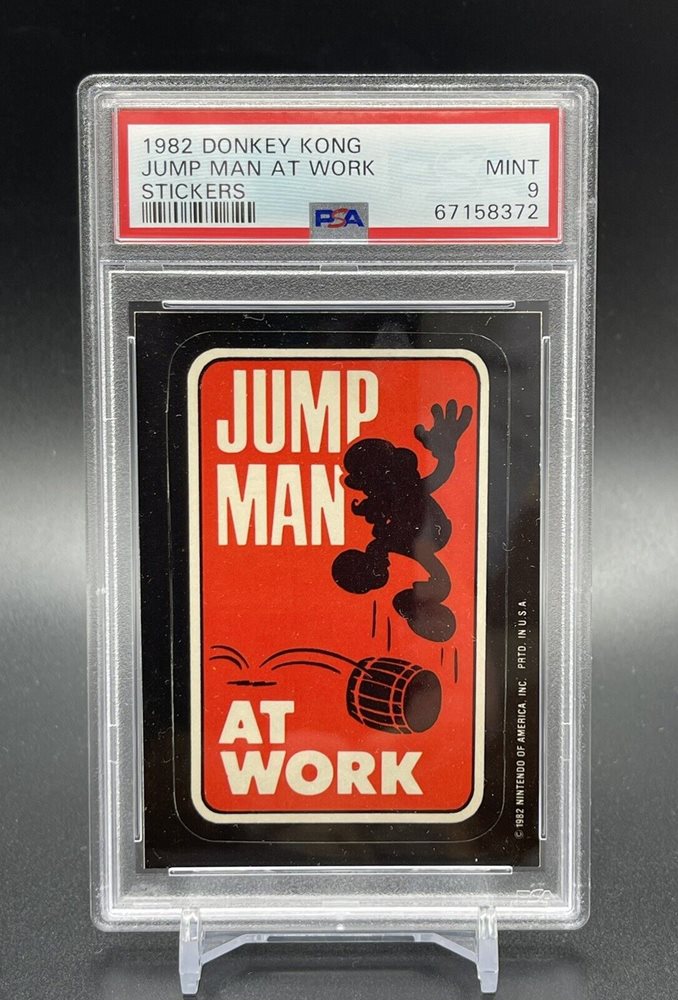 1982 DONKEY KONG
JUMP MAN AT WORK MINT
STICKERS 9
PSA 67158372
JUMP
MAN
AT
WORK
© 1982 NINTENDO OF AMERICA, INC. PRTD. IN U.S.A.
PSA